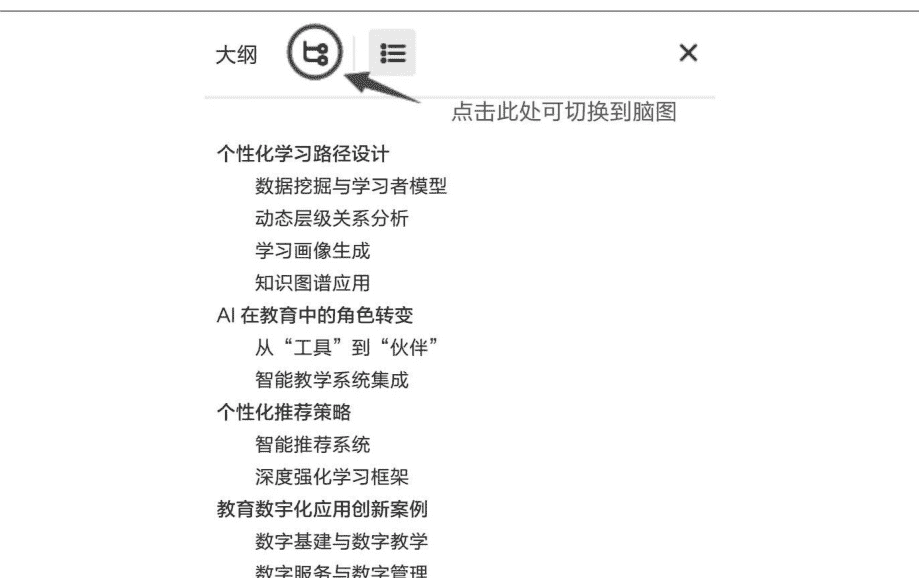 大纲
点击此处可切换到脑图
个性化学习路径设计
数据挖掘与学习者模型
动态层级关系分析
学习画像生成
知识图谱应用
AI 在教育中的角色转变
从“工具”到“伙伴”
智能教学系统集成
个性化推荐策略
智能推荐系统
深度强化学习框架
教育数字化应用创新案例
数字基建与数字教学
数字服务与数字管理